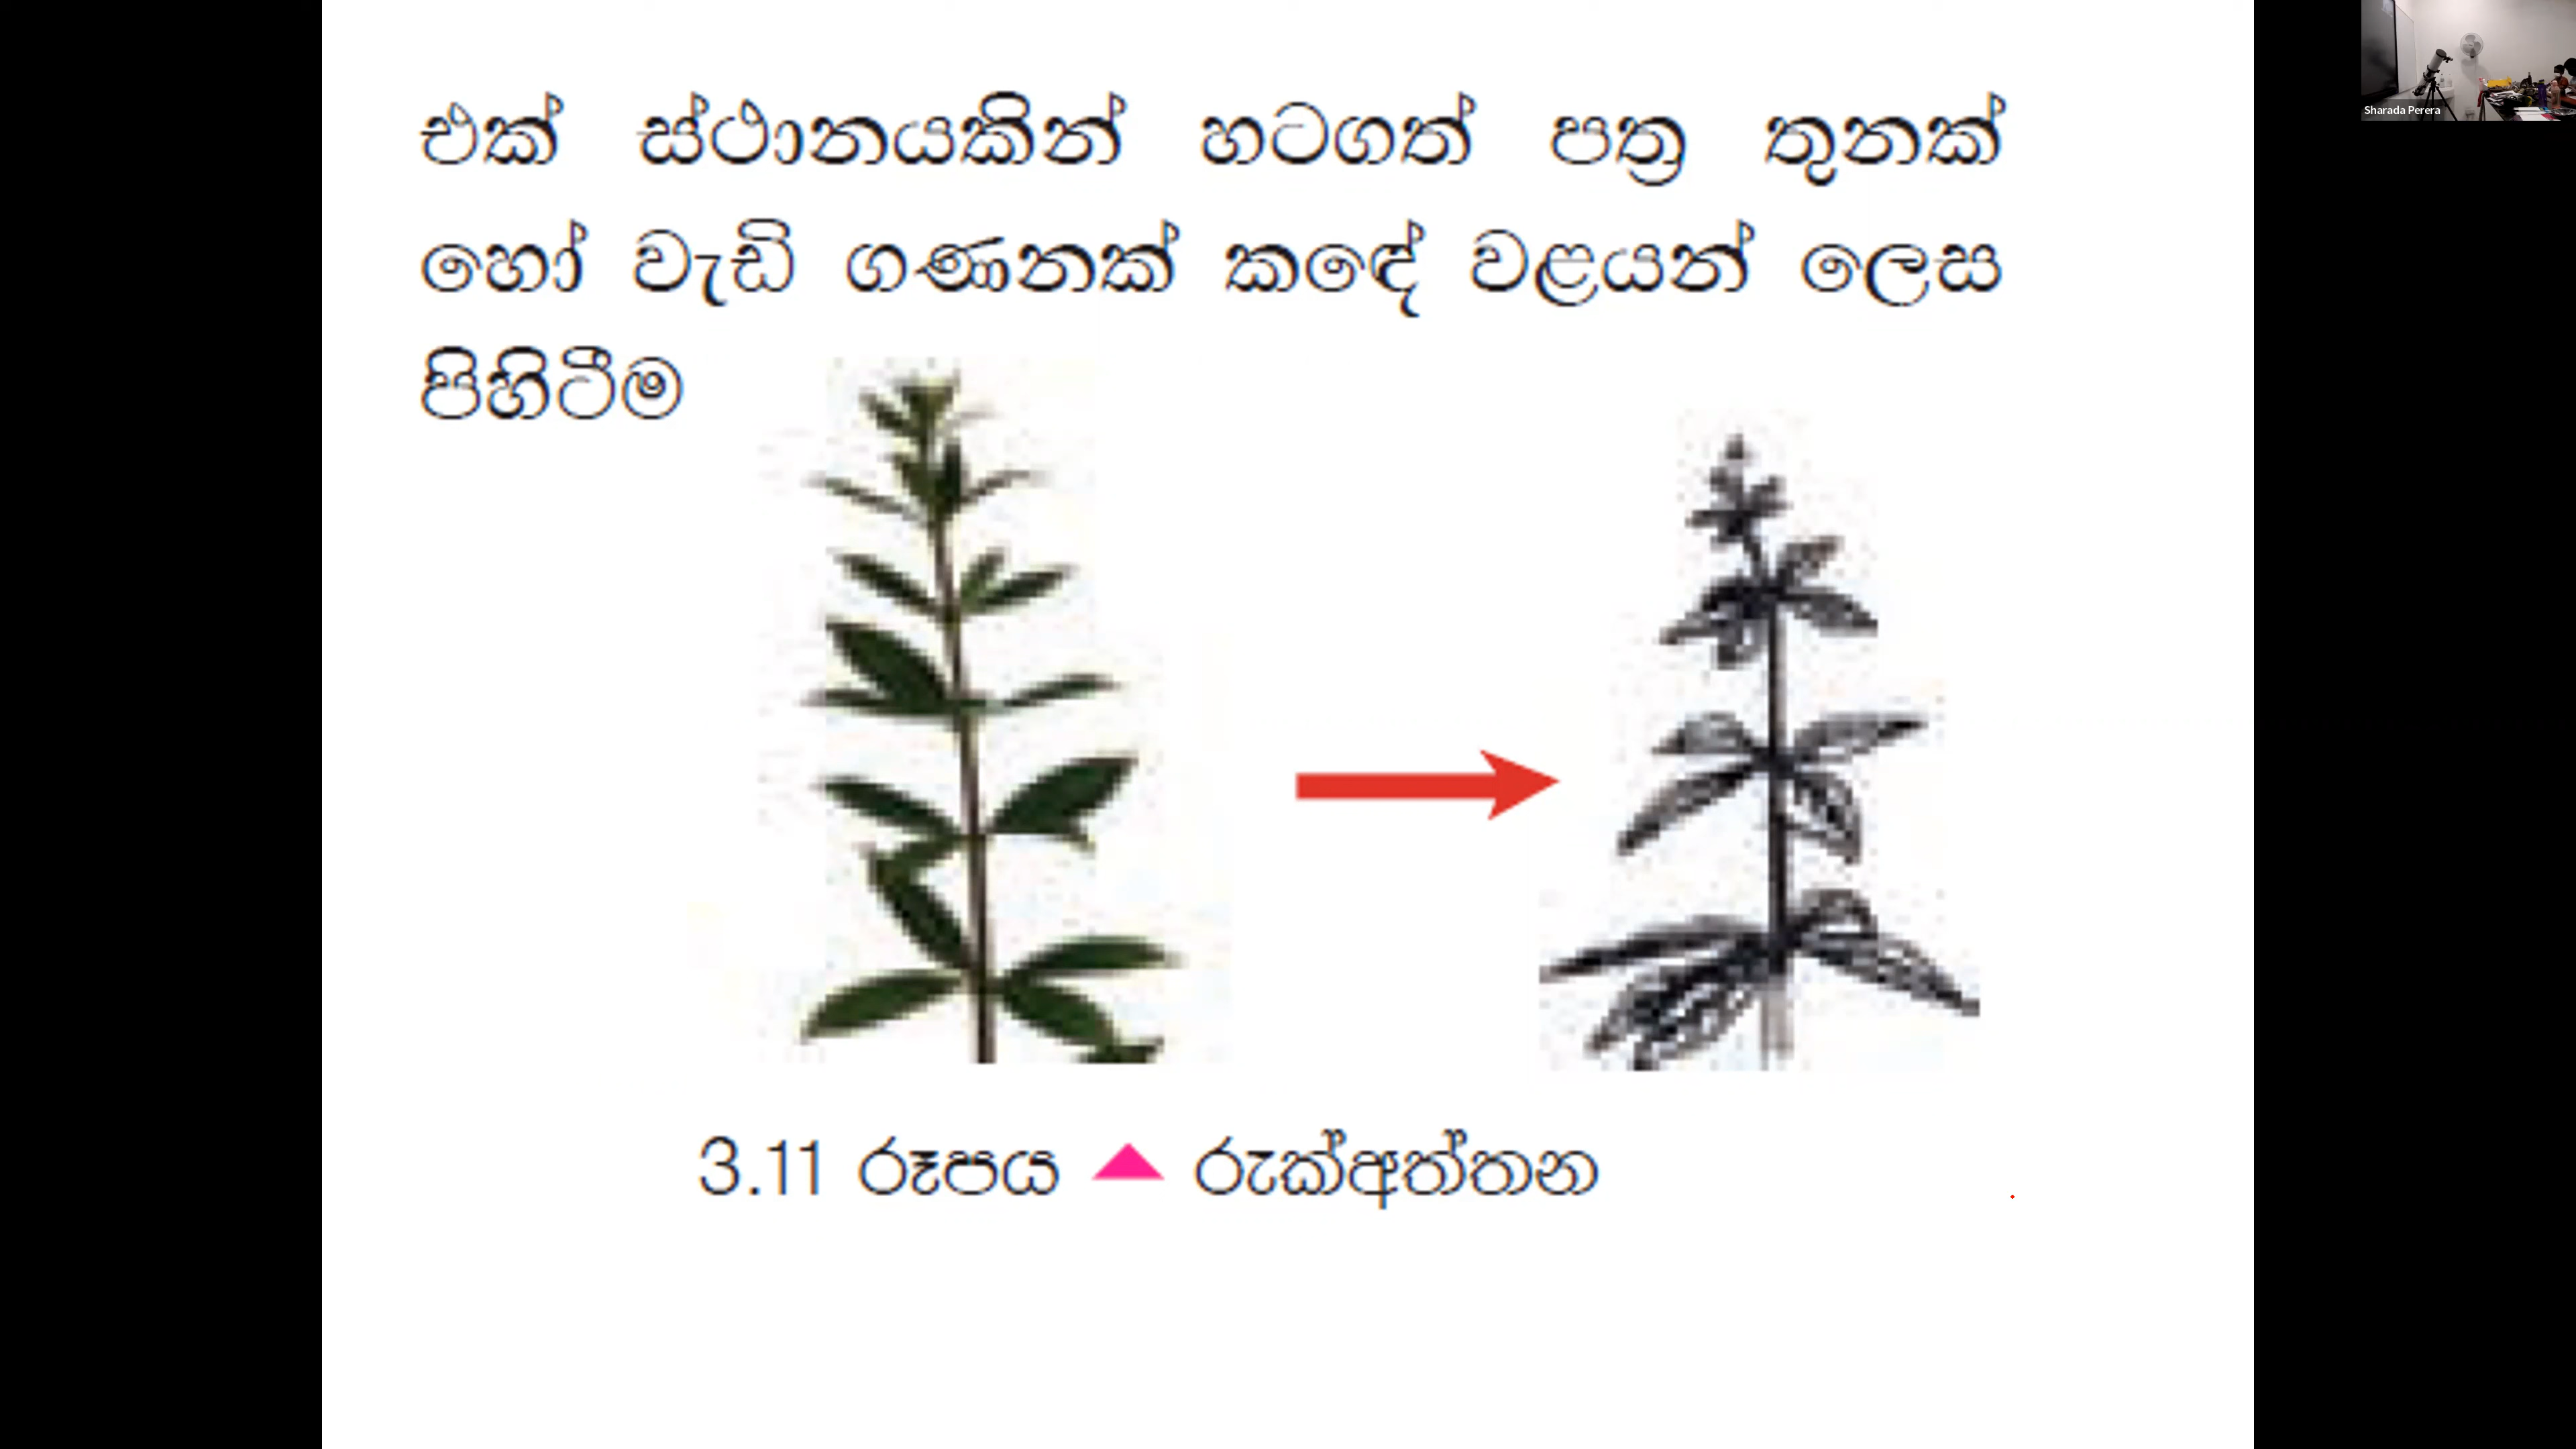 එක් ස්ථානයකින් හටගත් පත්‍ර තුනක්
හෝ වැඩි ගණනක් කඳේ වළයන් ලෙස
පිහිටීම
3.11 රූපය ▲ රුක්අත්තන
Sharada Perera